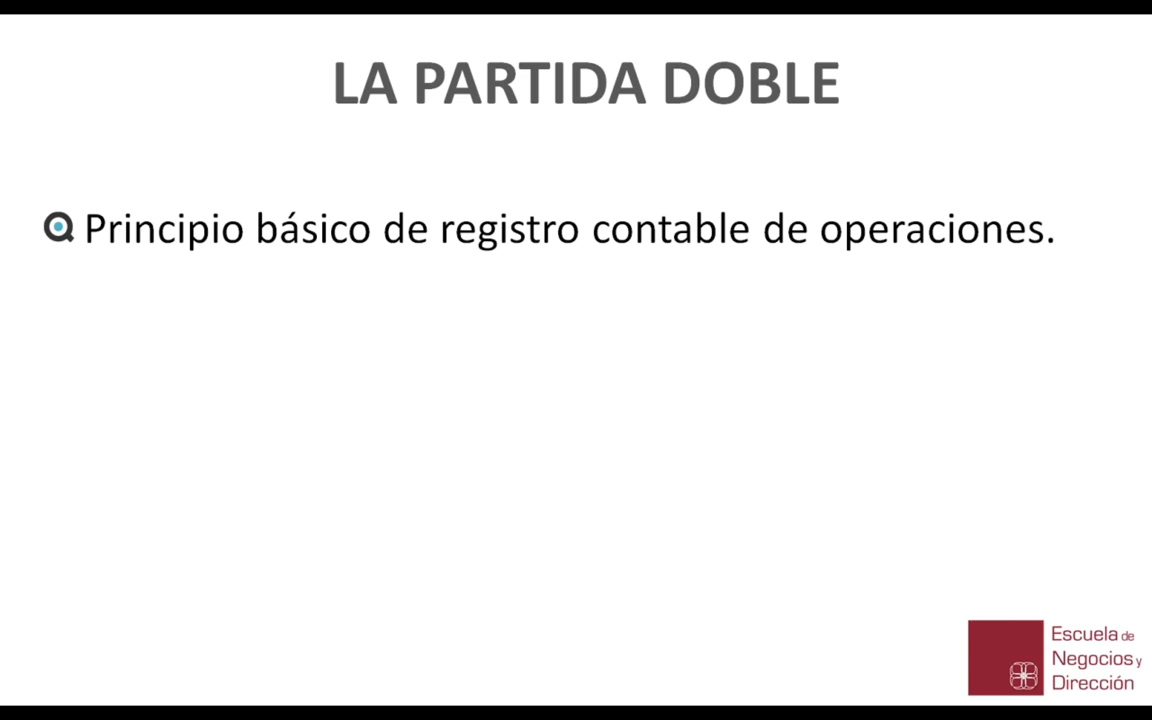 LA PARTIDA DOBLE
Principio básico de registro contable de operaciones.
Escuela de
Negocios y
Dirección